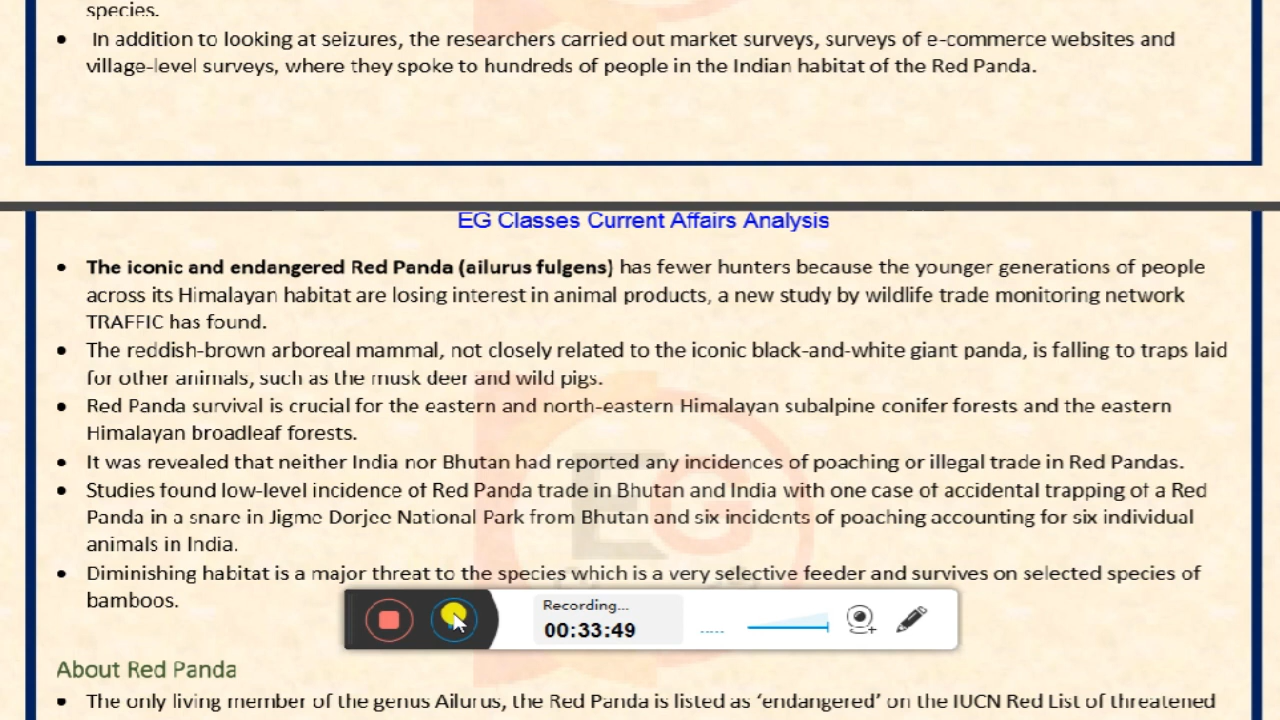 species.
• In addition to looking at seizures, the researchers carried out market surveys, surveys of e-commerce websites and
village-level surveys, where they spoke to hundreds of people in the Indian habitat of the Red Panda.
EG Classes Current Affairs Analysis
• The iconic and endangered Red Panda (ailurus fulgens) has fewer hunters because the younger generations of people
across its Himalayan habitat are losing interest in animal products, a new study by wildlife trade monitoring network
TRAFFIC has found.
• The reddish-brown arboreal mammal, not closely related to the iconic black-and-white giant panda, is falling to traps laid
for other animals, such as the musk deer and wild pigs.
• Red Panda survival is crucial for the eastern and north-eastern Himalayan subalpine conifer forests and the eastern
Himalayan broadleaf forests.
• It was revealed that neither India nor Bhutan had reported any incidences of poaching or illegal trade in Red Pandas.
• Studies found low-level incidence of Red Panda trade in Bhutan and India with one case of accidental trapping of a Red
Panda in a snare in Jigme Dorjee National Park from Bhutan and six incidents of poaching accounting for six individual
animals in India.
• Diminishing habitat is a major threat to the species which is a very selective feeder and survives on selected species of
bamboos.
EG
Recording...
00:33:49
About Red Panda
• The only living member of the genus Ailurus, the Red Panda is listed as ‘endangered’ on the IUCN Red List of threatened